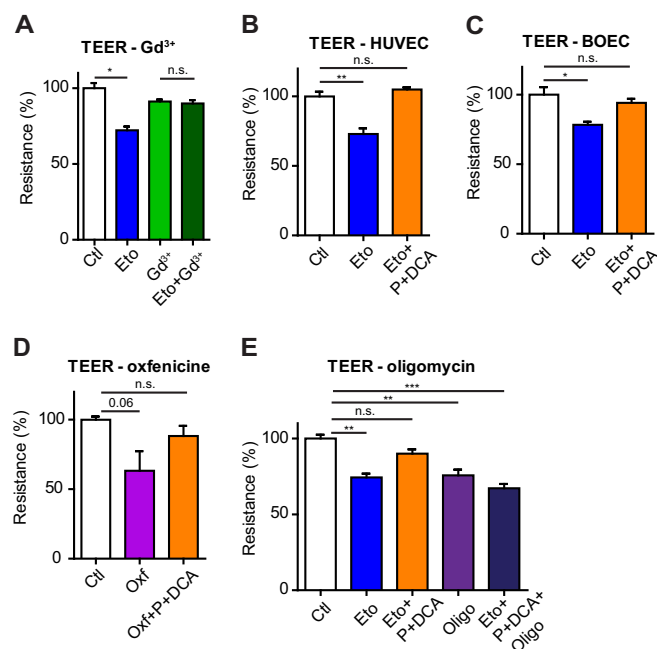 A
TEER - Gd³⁺
* n.s.
Resistance (%)
100
50
0
Ctl
Eto
Gd³⁺
Eto+Gd³⁺
B
TEER - HUVEC
n.s.
**
Resistance (%)
100
50
0
Ctl
Eto
Eto+
P+DCA
C
TEER - BOEC
n.s.
*
Resistance (%)
100
50
0
Ctl
Eto
Eto+
P+DCA
D
TEER - oxfenicine
n.s.
0.06
Resistance (%)
100
50
0
Ctl
Oxf
Oxf+P+DCA
E
TEER - oligomycin
***
**
n.s.
**
Resistance (%)
100
50
0
Ctl
Eto
Eto+
P+DCA
Oligo
Eto+
P+DCA+
Oligo